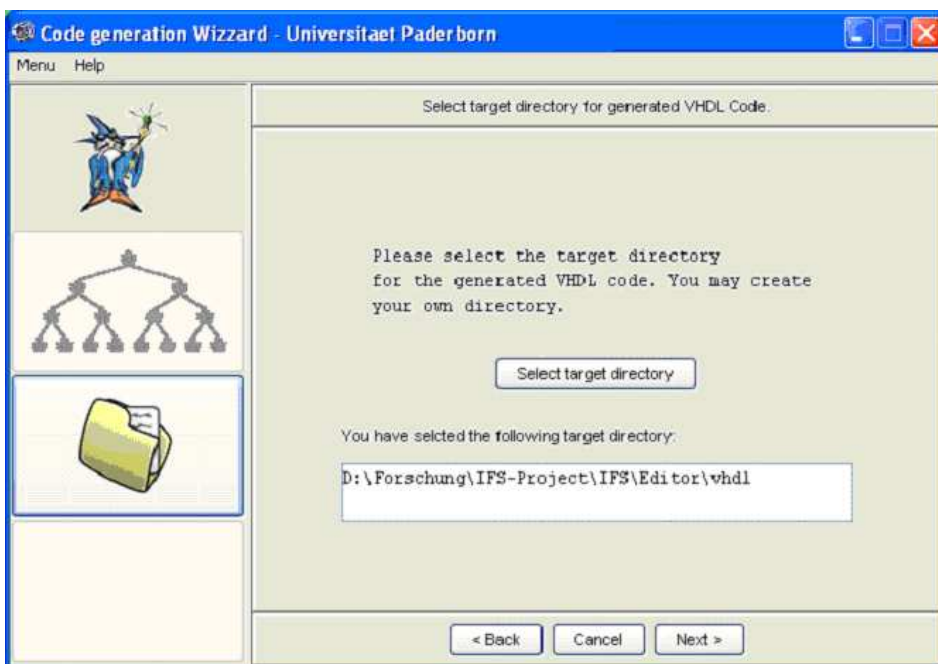 Code generation Wizzard - Universitaet Paderborn
Menu Help
Select target directory for generated VHDL Code.
Please select the target directory
for the generated VHDL code. You may create
your own directory.
Select target directory
You have selcted the following target directory:
D:\Forschung\IFS-Project\IFS\Editor\vhdl
< Back Cancel Next >